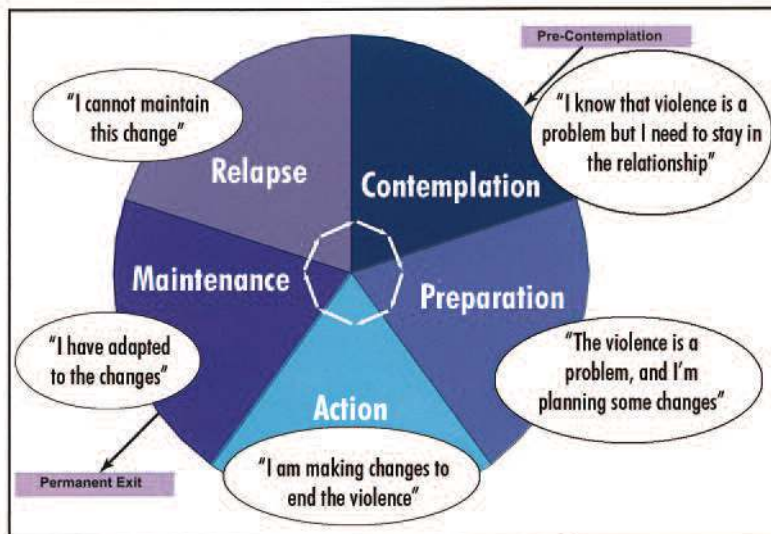 Pre-Contemplation
"I cannot maintain
this change"
"I know that violence is a
problem but I need to stay in
the relationship"
Relapse
Contemplation
Maintenance
Preparation
"I have adapted
to the changes"
"The violence is a
problem, and I'm
planning some changes"
Action
"I am making changes to
end the violence"
Permanent Exit